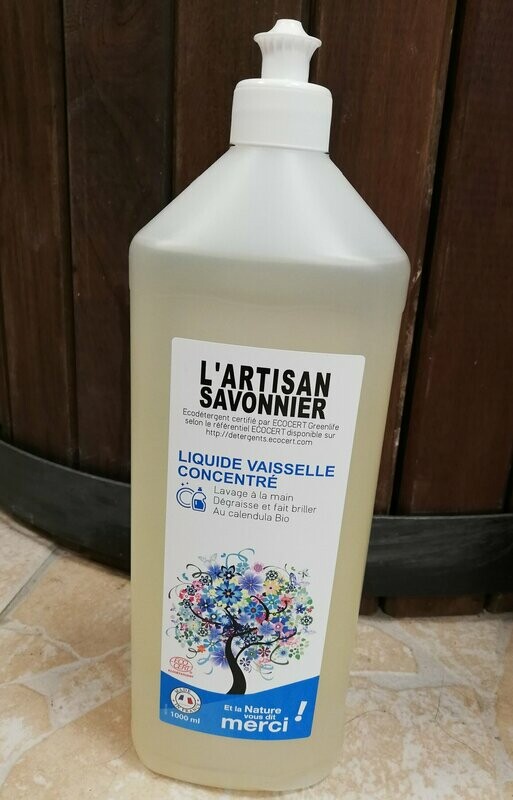 L'ARTISAN
SAVONNIER
Ecodétergent certifié par ECOCERT Greenlife
selon le référentiel ECOCERT disponible sur
http://detergents.ecocert.com
LIQUIDE VAISSELLE
CONCENTRÉ
Lavage à la main
Dégraisse et fait briller
Au calendula Bio
ECO
CERT
1000 ml
Et la Nature
vous dit
merci !